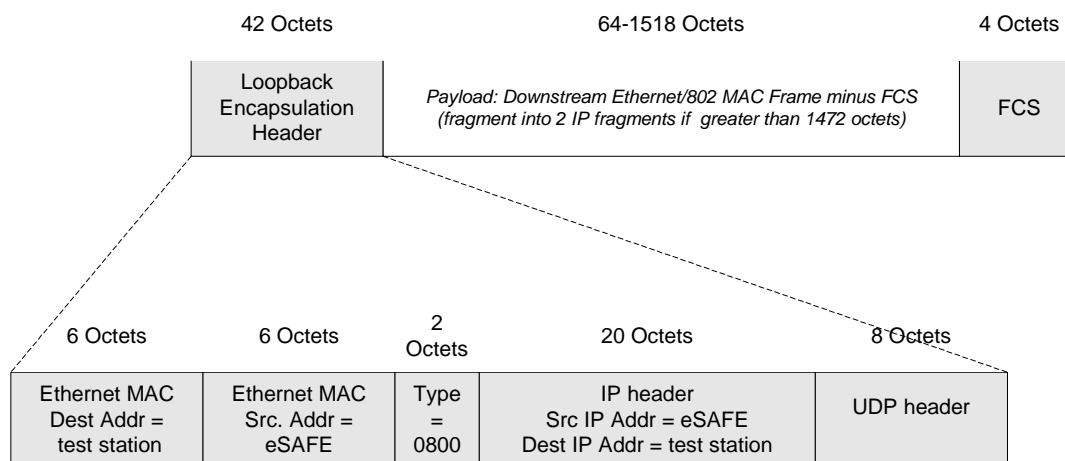 42 Octets
64-1518 Octets
4 Octets
Loopback
Encapsulation
Header
Payload: Downstream Ethernet/802 MAC Frame minus FCS
(fragment into 2 IP fragments if greater than 1472 octets)
FCS
6 Octets
6 Octets
2
Octets
20 Octets
8 Octets
Ethernet MAC
Dest Addr =
test station
Ethernet MAC
Src. Addr =
eSAFE
Type
=
0800
IP header
Src IP Addr = eSAFE
Dest IP Addr = test station
UDP header